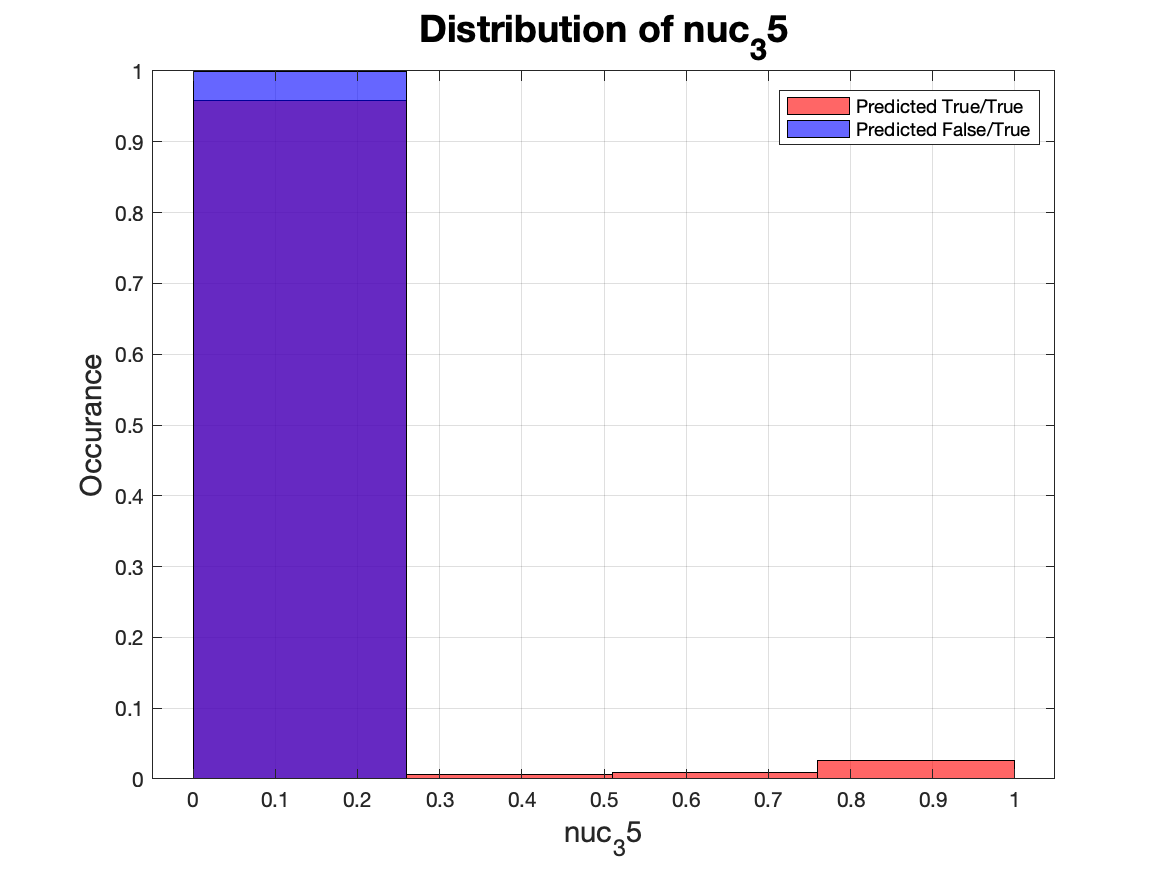 Distribution of nuc₃5
Predicted True/True
Predicted False/True
1
0.9
0.8
0.7
0.6
0.5
0.4
0.3
0.2
0.1
0
Occurance
0 0.1 0.2 0.3 0.4 0.5 0.6 0.7 0.8 0.9 1
nuc₃5